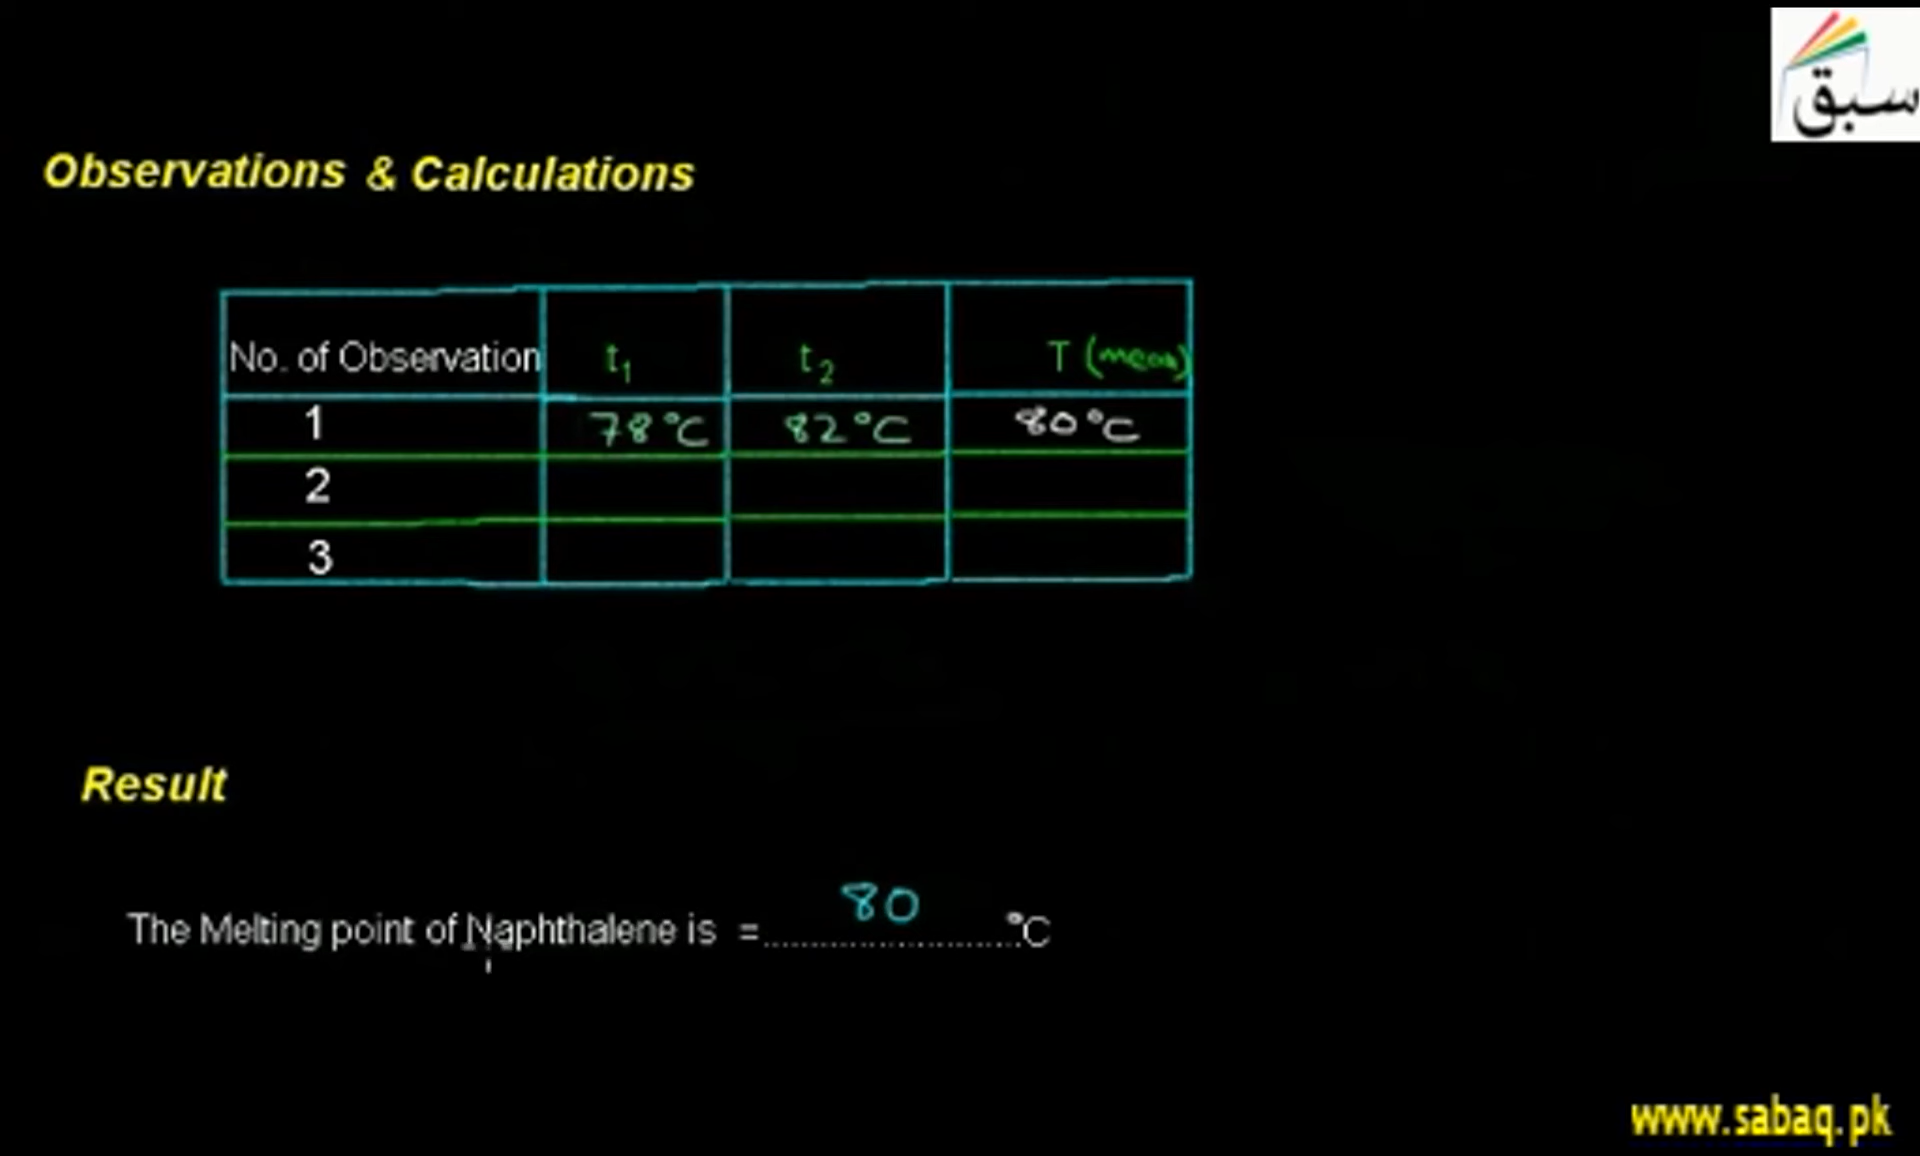 سبق
Observations & Calculations
No. of Observation t₁ t₂ T (mean)
1 78°C 82°C 80°C
2
3
Result
The Melting point of Naphthalene is = 80 °C
www.sabaq.pk